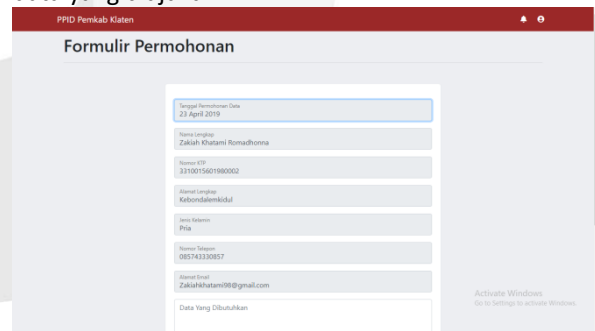 PPID Pemkab Klaten
Formulir Permohonan
Tanggal Permohonan Data
23 April 2019
Nama Lengkap
Zakiah Khatami Romadhonna
Nomor KTP
3310015601980002
Alamat Lengkap
Kebondalemkidul
Jenis Kelamin
Pria
Nomor Telepon
085743330857
Alamat Email
Zakiahkhatami98@gmail.com
Data Yang Dibutuhkan
Activate Windows
Go to Settings to activate Windows.